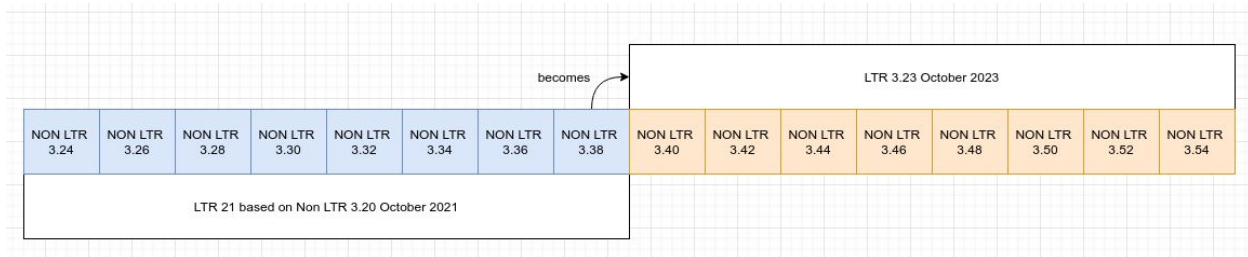 becomes
LTR 3.23 October 2023
NON LTR
3.24
NON LTR
3.26
NON LTR
3.28
NON LTR
3.30
NON LTR
3.32
NON LTR
3.34
NON LTR
3.36
NON LTR
3.38
NON LTR
3.40
NON LTR
3.42
NON LTR
3.44
NON LTR
3.46
NON LTR
3.48
NON LTR
3.50
NON LTR
3.52
NON LTR
3.54
LTR 21 based on Non LTR 3.20 October 2021